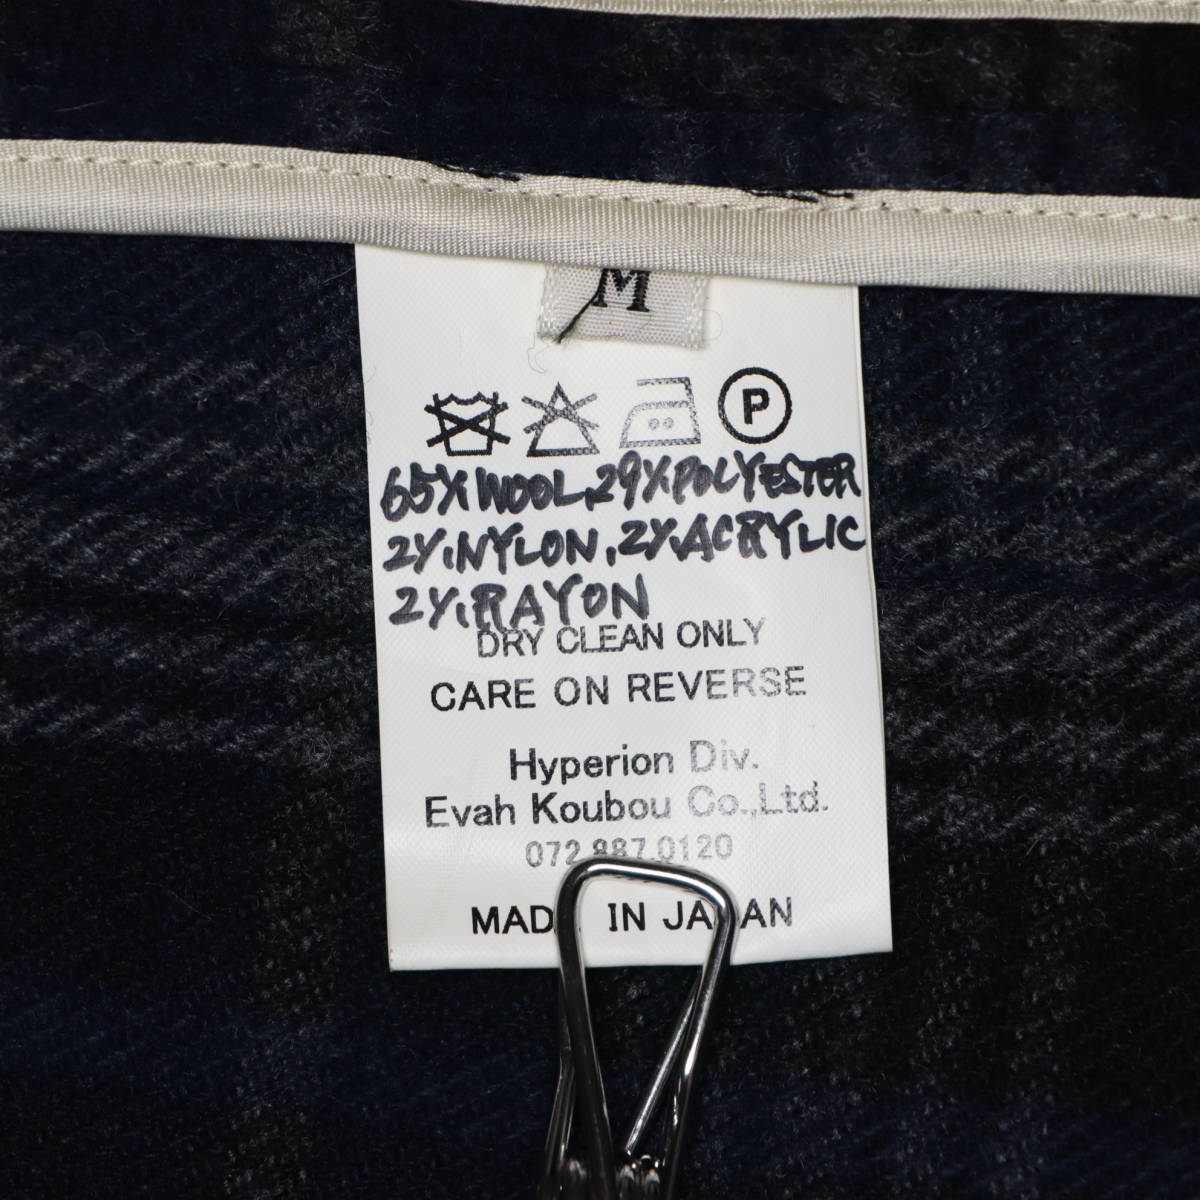 M
P
65% WOOL, 29% POLYESTER
2% NYLON, 2% ACRYLIC
2% RAYON
DRY CLEAN ONLY
CARE ON REVERSE
Hyperion Div.
Evah Koubou Co.,Ltd.
072.887.0120
MADE IN JAPAN